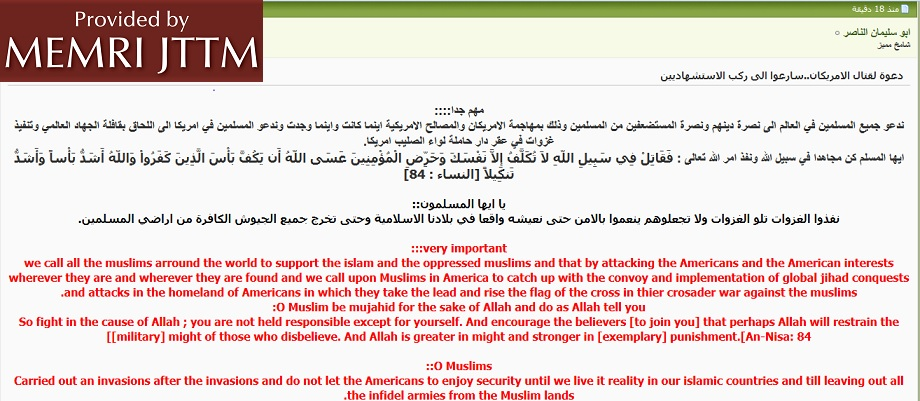 Provided by
MEMRI JTTM
منذ 18 دقيقة
ابو سليمان الناصر
شامخ مميز
دعوة لقتال الامريكان..سارعوا الى ركب الاستشهاديين
مهم جدا::::
ندعو جميع المسلمين في العالم الى نصرة دينهم ونصرة المستضعفين من المسلمين وذلك بمهاجمة الامريكان والمصالح الامريكية اينما كانت واينما وجدت وندعو المسلمين في امريكا الى اللحاق بقافلة الجهاد العالمي وتنفيذ
غزوات في عقر دار حاملة لواء الصليب امريكا.
ايها المسلم كن مجاهدا في سبيل الله ونفذ امر الله تعالى : فَقَاتِلْ فِي سَبِيلِ اللّهِ لاَ تُكَلَّفُ إِلاَّ نَفْسَكَ وَحَرِّضِ الْمُؤْمِنِينَ عَسَى اللّهُ أَن يَكُفَّ بَأْسَ الَّذِينَ كَفَرُواْ وَاللّهُ أَشَدُّ بَأْساً وَأَشَدُّ
تَنكِيلاً [النساء : 84]
يا ايها المسلمون::
نفذوا الغزوات تلو الغزوات ولا تجعلوهم ينعموا بالامن حتى نعيشه واقعا في بلادنا الاسلامية وحتى تخرج جميع الجيوش الكافرة من اراضي المسلمين.
:::very important
we call all the muslims arround the world to support the islam and the oppressed muslims and that by attacking the Americans and the American interests
wherever they are and wherever they are found and we call upon Muslims in America to catch up with the convoy and implementation of global jihad conquests
.and attacks in the homeland of Americans in which they take the lead and rise the flag of the cross in thier crosader war against the muslims
:O Muslim be mujahid for the sake of Allah and do as Allah tell you
So fight in the cause of Allah ; you are not held responsible except for yourself. And encourage the believers [to join you] that perhaps Allah will restrain the
[[military] might of those who disbelieve. And Allah is greater in might and stronger in [exemplary] punishment.[An-Nisa: 84
::O Muslims
Carried out an invasions after the invasions and do not let the Americans to enjoy security until we live it reality in our islamic countries and till leaving out all
.the infidel armies from the Muslim lands